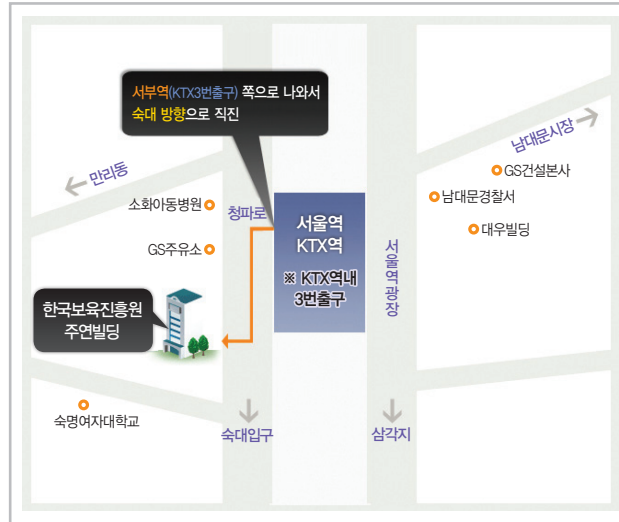 서부역(KTX3번출구) 쪽으로 나와서
숙대 방향으로 직진
남대문시장
만리동
GS건설본사
소화아동병원
청파로
남대문경찰서
서울역
KTX역
※ KTX역내
3번출구
대우빌딩
GS주유소
서울역광장
한국보육진흥원
주연빌딩
숙명여자대학교
숙대입구
삼각지